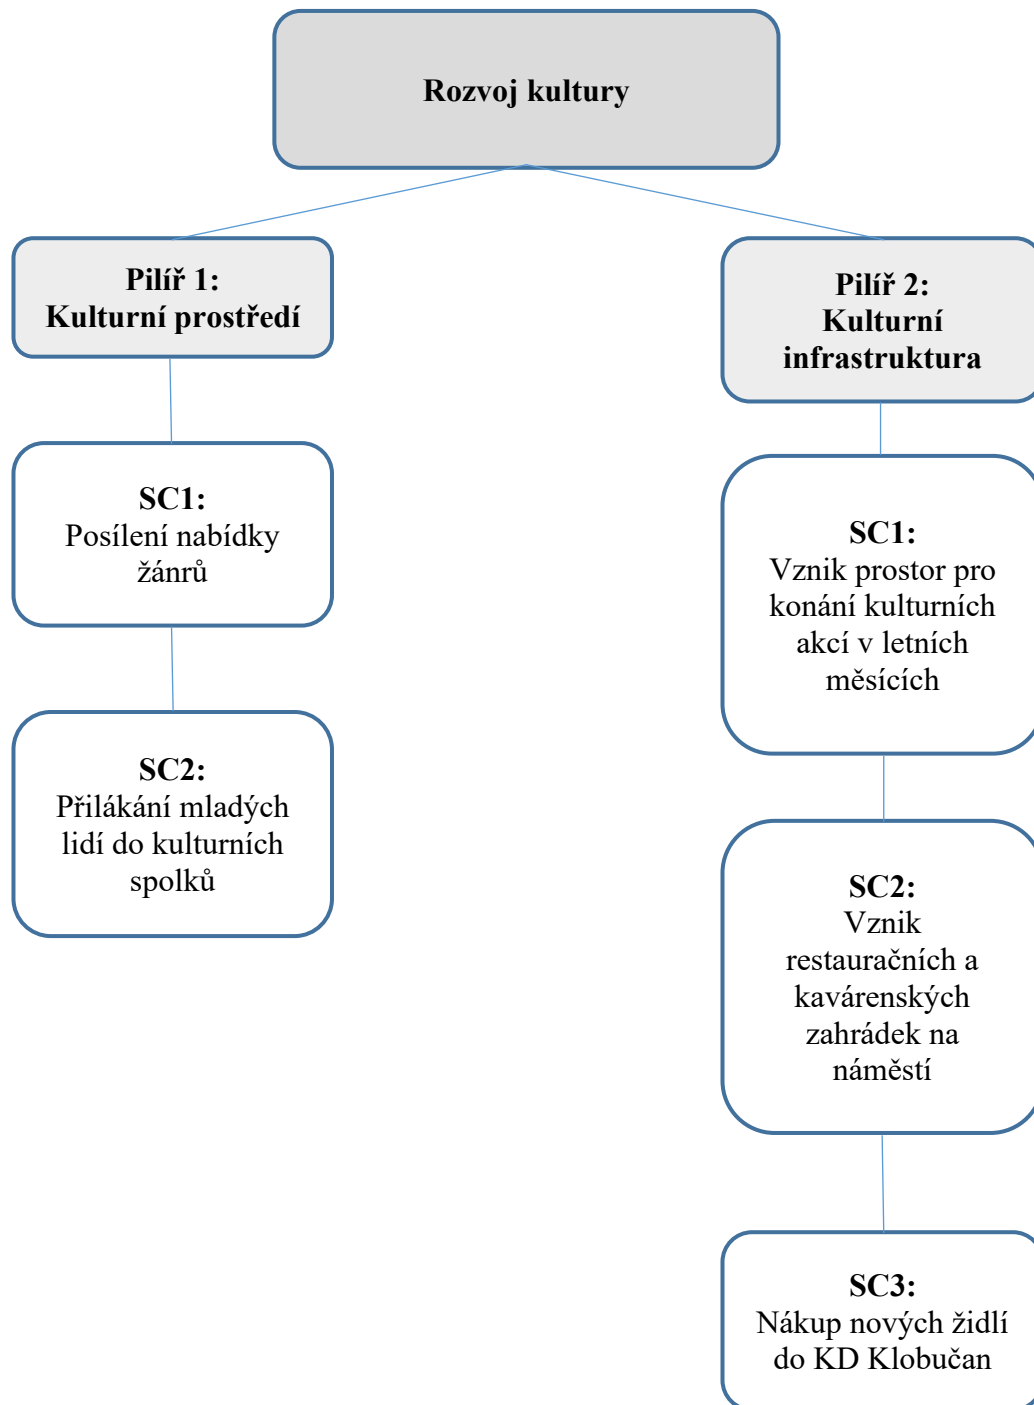 Rozvoj kultury
Pilíř 1:
Kulturní prostředí
SC1:
Posílení nabídky
žánrů
SC2:
Přilákání mladých
lidí do kulturních
spolků
Pilíř 2:
Kulturní
infrastruktura
SC1:
Vznik prostor pro
konání kulturních
akcí v letních
měsících
SC2:
Vznik
restauračních a
kavárenských
zahrádek na
náměstí
SC3:
Nákup nových židlí
do KD Klobučan